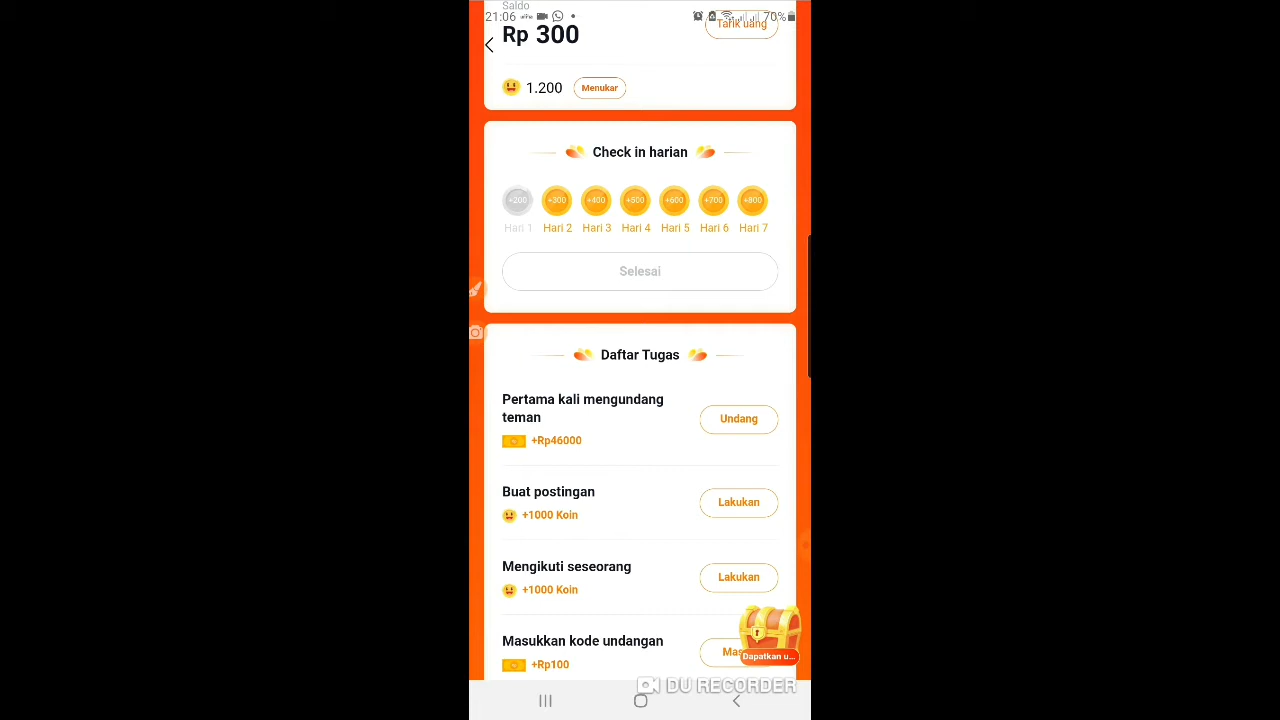 Saldo
21:06
70%
Rp 300
Tarik uang
1.200
Menukar
Check in harian
+200
+300
+400
+500
+600
+700
+800
Hari 1
Hari 2
Hari 3
Hari 4
Hari 5
Hari 6
Hari 7
Selesai
Daftar Tugas
Pertama kali mengundang
teman
Undang
+Rp46000
Buat postingan
Lakukan
+1000 Koin
Mengikuti seseorang
Lakukan
+1000 Koin
Masukkan kode undangan
Mas
Dapatkan u...
+Rp100
DU RECORDER